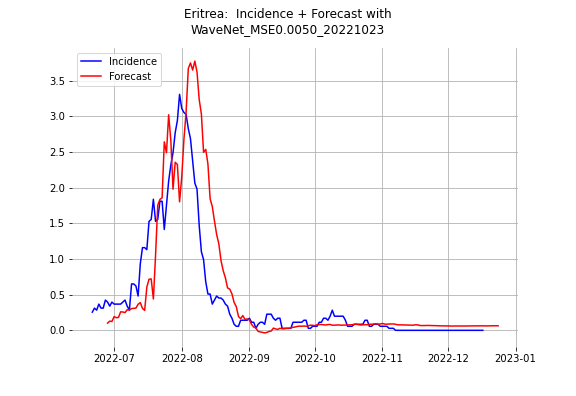 Eritrea:  Incidence + Forecast with
WaveNet_MSE0.0050_20221023
Incidence
Forecast
3.5
3.0
2.5
2.0
1.5
1.0
0.5
0.0
2022-07 2022-08 2022-09 2022-10 2022-11 2022-12 2023-01